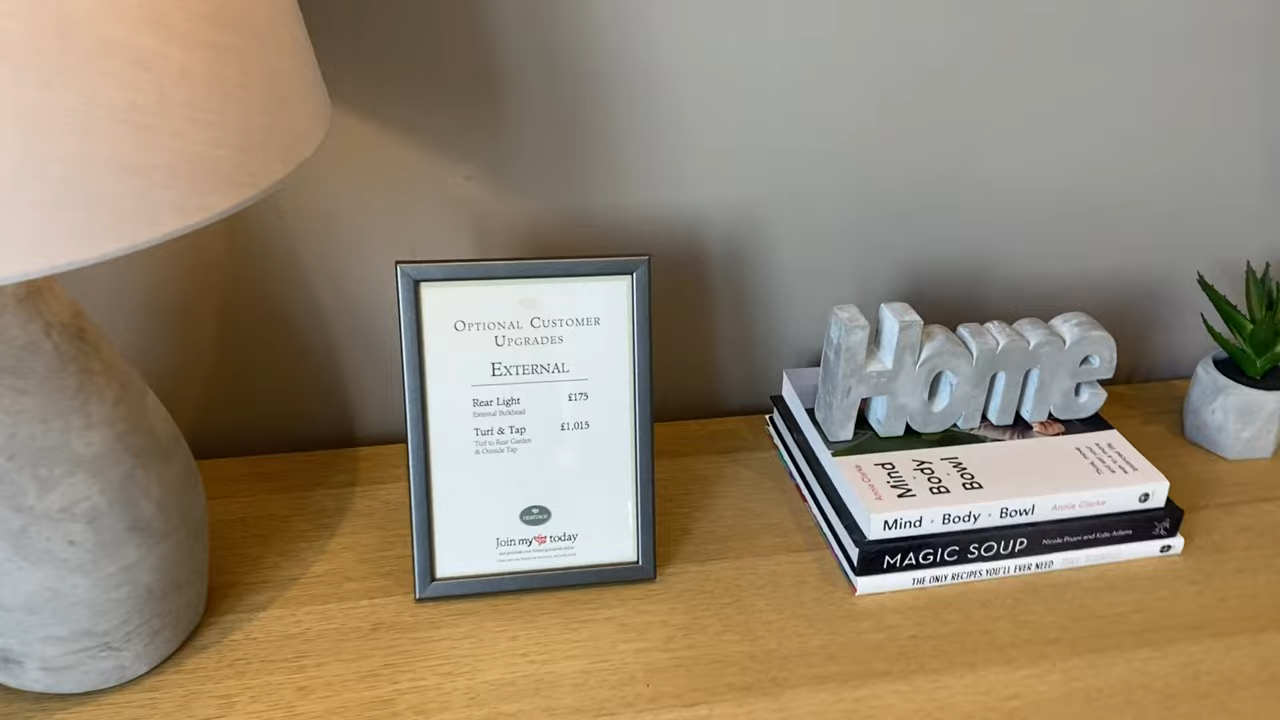 OPTIONAL CUSTOMER
UPGRADES
EXTERNAL
Rear Light £175
External Bulkhead
Turf & Tap £1,015
Turf to Rear Garden
& Outside Tap
HERITAGE
Join my today
Home
Annie Clarke
Mind
Body
Bowl
Mind · Body · Bowl Annie Clarke
MAGIC SOUP Nicole Pisani and Kate Adams
THE ONLY RECIPES YOU'LL EVER NEED